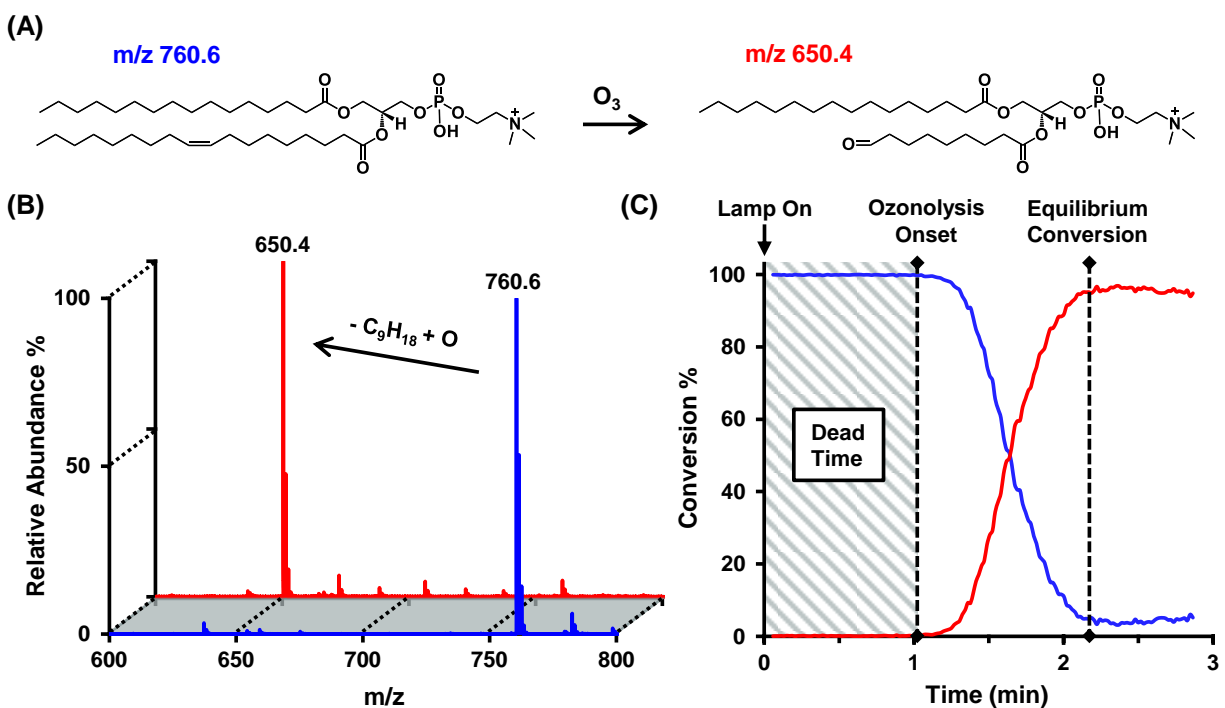 (A)
m/z 760.6
m/z 650.4
O
O
O
O
P
O
OH
N
+
H
O
O₃
O
O
O
O
P
O
OH
N
+
H
O
O
O
(B)
650.4
760.6
- C₉H₁₈ + O
100
50
0
Relative Abundance %
600
650
700
750
800
m/z
(C)
Lamp On
Ozonolysis
Onset
Equilibrium
Conversion
Dead
Time
100
80
60
40
20
0
Conversion %
0
1
2
3
Time (min)